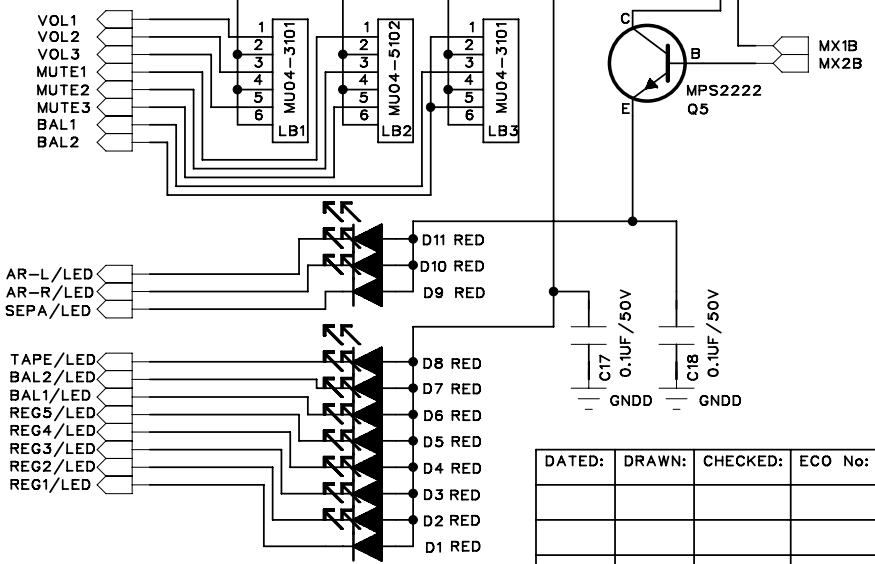 VOL1
VOL2
VOL3
MUTE1
MUTE2
MUTE3
BAL1
BAL2
1
2
3
4
5
6
MU04-3101
LB1
1
2
3
4
5
6
MU04-5102
LB2
1
2
3
4
5
6
MU04-3101
LB3
C
B
E
MPS2222
Q5
MX1B
MX2B
AR-L/LED
AR-R/LED
SEPA/LED
D11 RED
D10 RED
D9 RED
TAPE/LED
BAL2/LED
BAL1/LED
REG5/LED
REG4/LED
REG3/LED
REG2/LED
REG1/LED
D8 RED
D7 RED
D6 RED
D5 RED
D4 RED
D3 RED
D2 RED
D1 RED
C17
0.1UF/50V
GNDD
C18
0.1UF/50V
GNDD
DATED: DRAWN: CHECKED: ECO No: